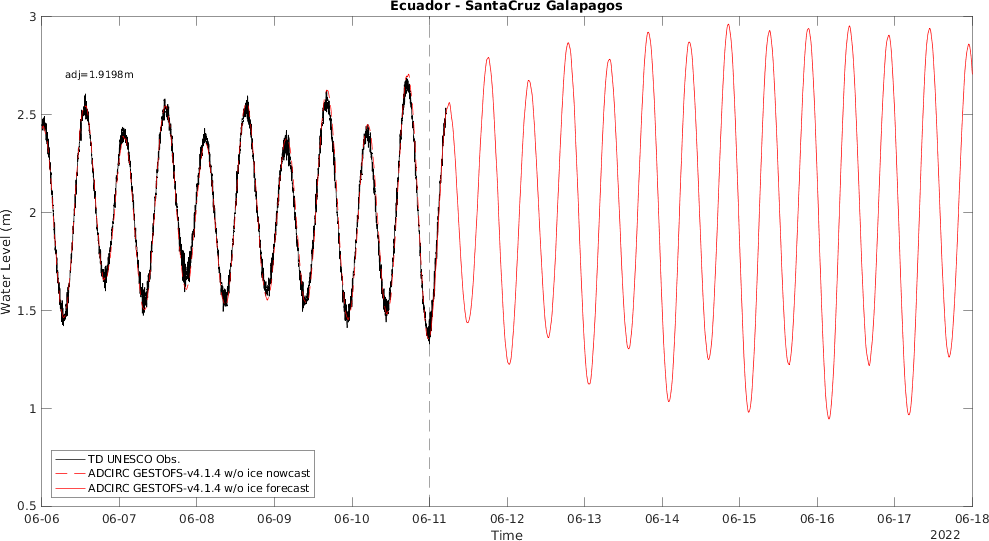 Ecuador - SantaCruz Galapagos
3
adj=1.9198m
2.5
2
Water Level (m)
1.5
1
TD UNESCO Obs.
ADCIRC GESTOFS-v4.1.4 w/o ice nowcast
ADCIRC GESTOFS-v4.1.4 w/o ice forecast
0.5
06-06 06-07 06-08 06-09 06-10 06-11 06-12 06-13 06-14 06-15 06-16 06-17 06-18
Time
2022